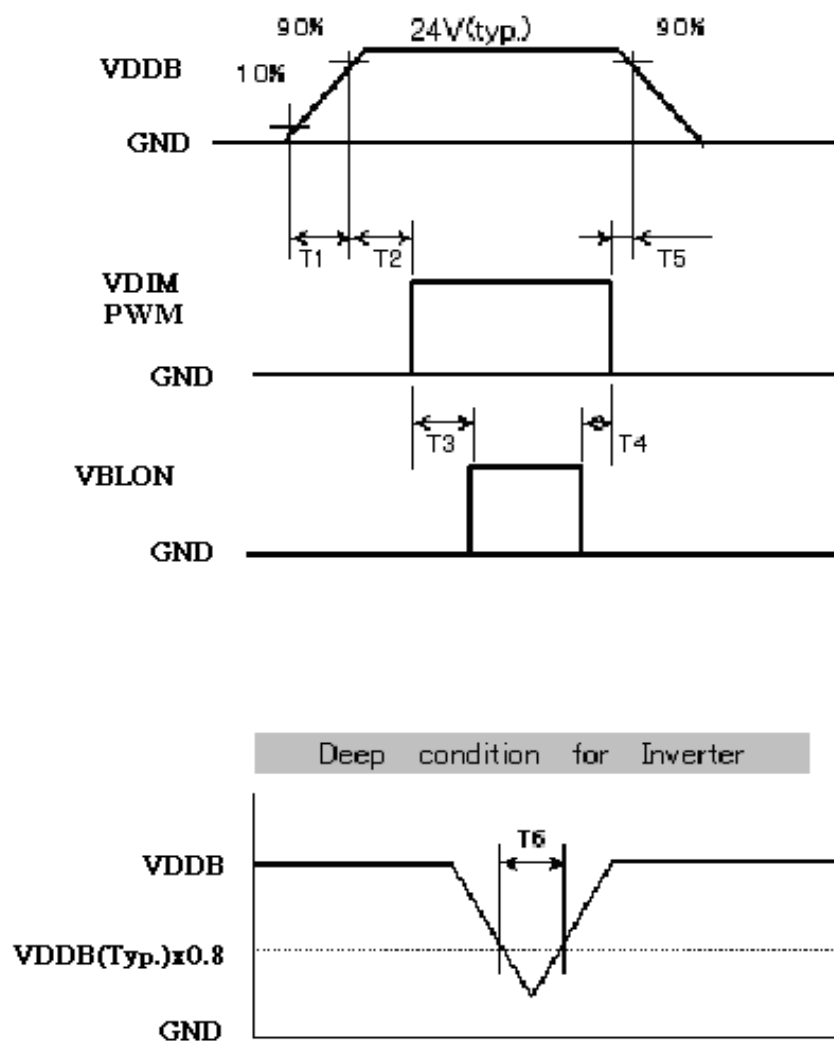 90% 24V(typ.) 90%
VDDB
10%
GND
T1 T2 T5
VDIM
PWM
GND
T3 T4
VBLON
GND
Deep condition for Inverter
T6
VDDB
VDDB(Typ.)x0.8
GND